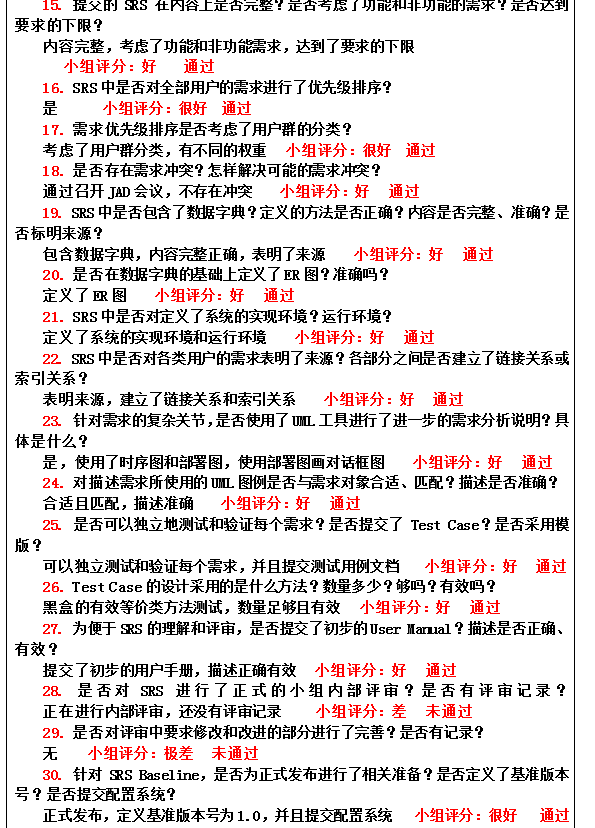 15. 提交的 SRS 在内容上是否完整？是否考虑了功能和非功能的需求？是否达到
要求的下限？
内容完整，考虑了功能和非功能需求，达到了要求的下限
小组评分：好 通过
16. SRS 中是否对全部用户的需求进行了优先级排序？
是 小组评分：很好 通过
17. 需求优先级排序是否考虑了用户群的分类？
考虑了用户群分类，有不同的权重 小组评分：很好 通过
18. 是否存在需求冲突？怎样解决可能的需求冲突？
通过召开 JAD 会议，不存在冲突 小组评分：好 通过
19. SRS 中是否包含了数据字典？定义的方法是否正确？内容是否完整、准确？是
否标明来源？
包含数据字典，内容完整正确，表明了来源 小组评分：好 通过
20. 是否在数据字典的基础上定义了 ER 图？准确吗？
定义了 ER 图 小组评分：好 通过
21. SRS 中是否对定义了系统的实现环境？运行环境？
定义了系统的实现环境和运行环境 小组评分：好 通过
22. SRS 中是否对各类用户的需求表明了来源？各部分之间是否建立了链接关系或
索引关系？
表明来源，建立了链接关系和索引关系 小组评分：好 通过
23. 针对需求的复杂关节，是否使用了 UML 工具进行了进一步的需求分析说明？具
体是什么？
是，使用了时序图和部署图，使用部署图画对话框图 小组评分：好 通过
24. 对描述需求所使用的 UML 图例是否与需求对象合适、匹配？描述是否准确？
合适且匹配，描述准确 小组评分：好 通过
25. 是否可以独立地测试和验证每个需求？是否提交了 Test Case？是否采用模
版？
可以独立测试和验证每个需求，并且提交测试用例文档 小组评分：好 通过
26. Test Case 的设计采用的是什么方法？数量多少？够吗？有效吗？
黑盒的有效等价类方法测试，数量足够且有效 小组评分：好 通过
27. 为便于 SRS 的理解和评审，是否提交了初步的 User Manual？描述是否正确、
有效？
提交了初步的用户手册，描述正确有效 小组评分：好 通过
28. 是否对 SRS 进行了正式的小组内部评审？是否有评审记录？
正在进行内部评审，还没有评审记录 小组评分：差 未通过
29. 是否对评审中要求修改和改进的部分进行了完善？是否有记录？
无 小组评分：极差 未通过
30. 针对 SRS Baseline，是否为正式发布进行了相关准备？是否定义了基准版本
号？是否提交配置系统？
正式发布，定义基准版本号为 1.0，并且提交配置系统 小组评分：很好 通过